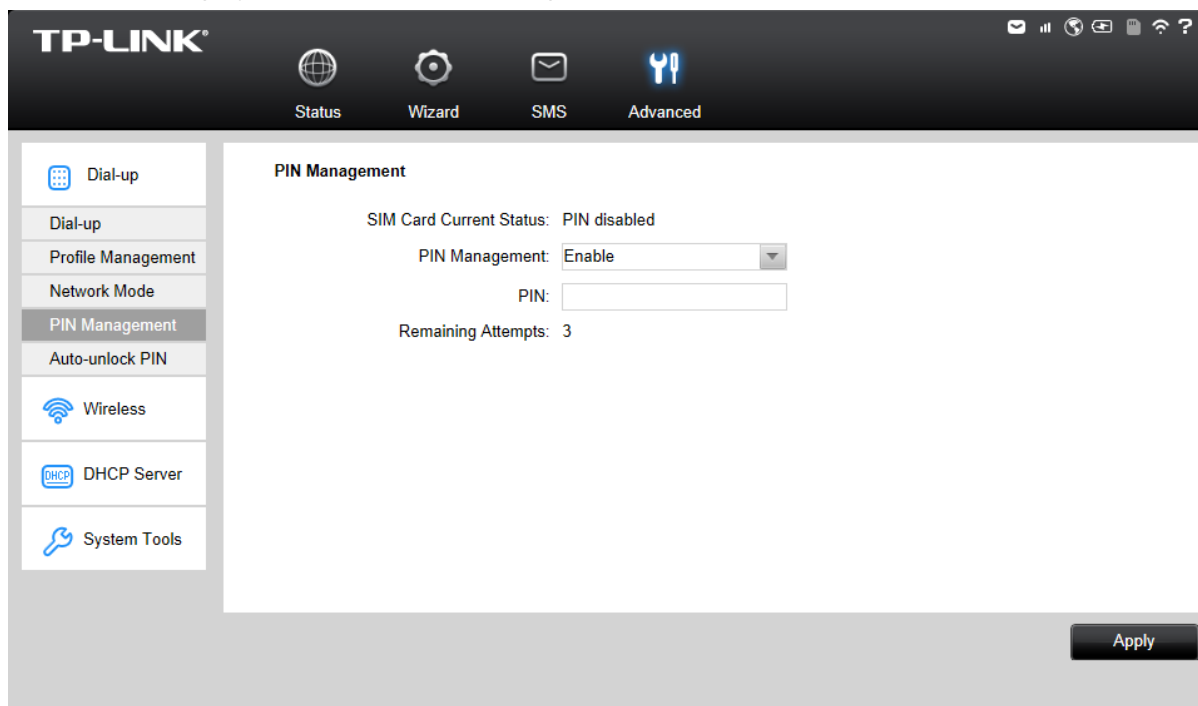 TP-LINK®
?
Status Wizard SMS Advanced
Dial-up
Dial-up
Profile Management
Network Mode
PIN Management
Auto-unlock PIN
Wireless
DHCP DHCP Server
System Tools
PIN Management
SIM Card Current Status: PIN disabled
PIN Management: Enable
PIN:
Remaining Attempts: 3
Apply